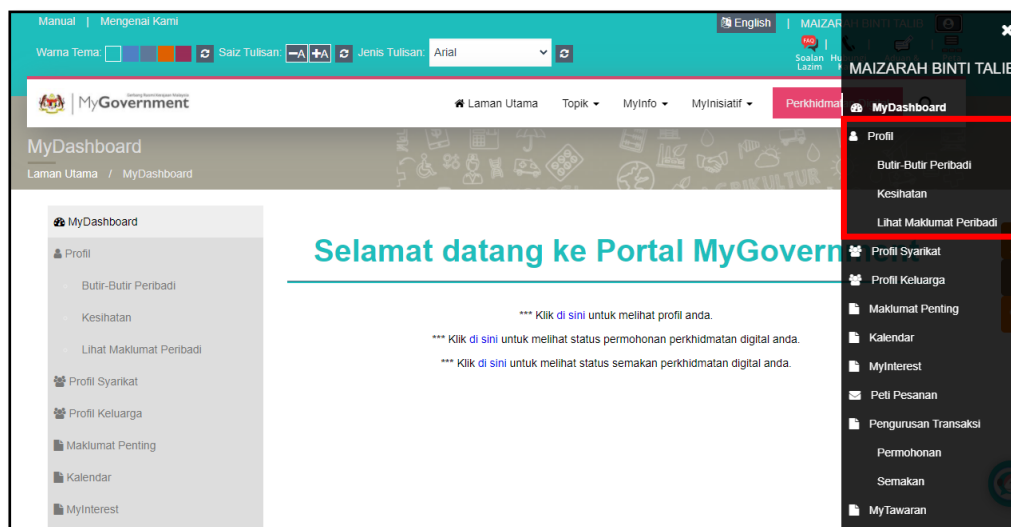 Manual | Mengenai Kami
English | MAIZARAH BINTI TALIB
Warna Tema: Saiz Tulisan: -A +A Jenis Tulisan: Arial
FAQ
Soalan
Lazim
MyGovernment
Laman Utama Topik MyInfo MyInisiatif Perkhidmat
MyDashboard
Laman Utama / MyDashboard
AGRIKULTUR
MyDashboard
Profil
Butir-Butir Peribadi
Kesihatan
Lihat Maklumat Peribadi
Profil Syarikat
Profil Keluarga
Maklumat Penting
Kalendar
MyInterest
Selamat datang ke Portal MyGovernment
*** Klik di sini untuk melihat profil anda.
*** Klik di sini untuk melihat status permohonan perkhidmatan digital anda.
*** Klik di sini untuk melihat status semakan perkhidmatan digital anda.
MAIZARAH BINTI TALIB
MyDashboard
Profil
Butir-Butir Peribadi
Kesihatan
Lihat Maklumat Peribadi
Profil Syarikat
Profil Keluarga
Maklumat Penting
Kalendar
MyInterest
Peti Pesanan
Pengurusan Transaksi
Permohonan
Semakan
MyTawaran